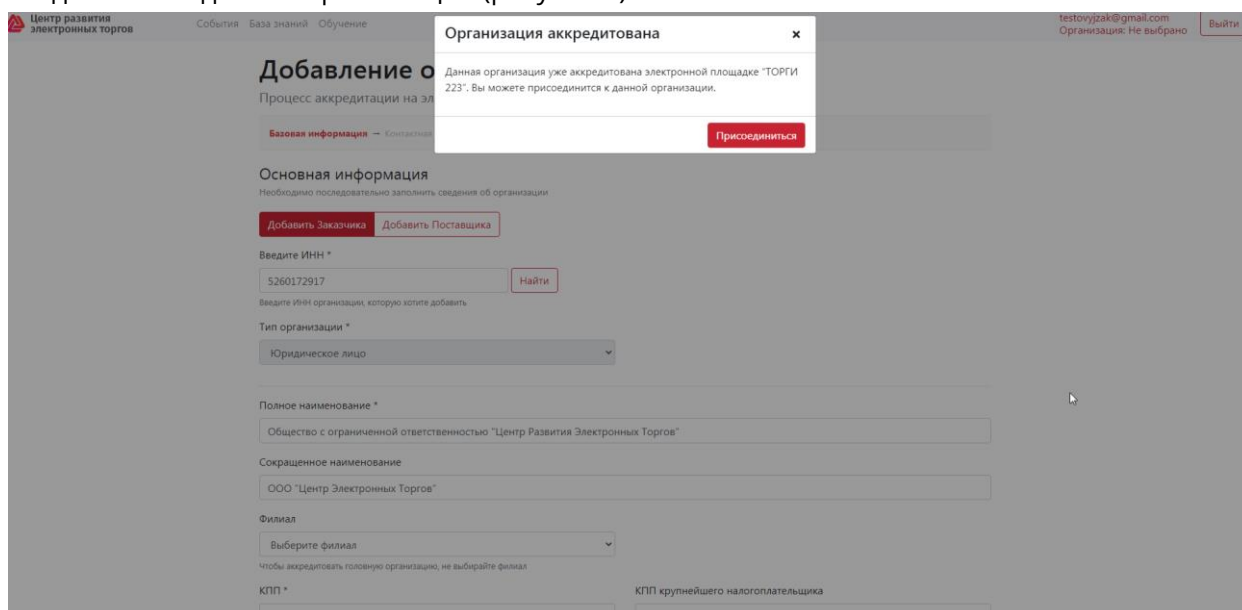 Центр развития
электронных торгов
События База знаний Обучение
testovyjzak@gmail.com
Организация: Не выбрано
Выйти
Организация аккредитована ×
Данная организация уже аккредитована электронной площадке "ТОРГИ
223". Вы можете присоединится к данной организации.
Присоединиться
Добавление о
Процесс аккредитации на эл
Базовая информация → Контактная
Основная информация
Необходимо последовательно заполнить сведения об организации
Добавить Заказчика Добавить Поставщика
Введите ИНН *
5260172917 Найти
Введите ИНН организации, которую хотите добавить
Тип организации *
Юридическое лицо
Полное наименование *
Общество с ограниченной ответственностью "Центр Развития Электронных Торгов"
Сокращенное наименование
ООО "Центр Электронных Торгов"
Филиал
Выберите филиал
Чтобы аккредитовать головную организацию, не выбирайте филиал
КПП * КПП крупнейшего налогоплательщика